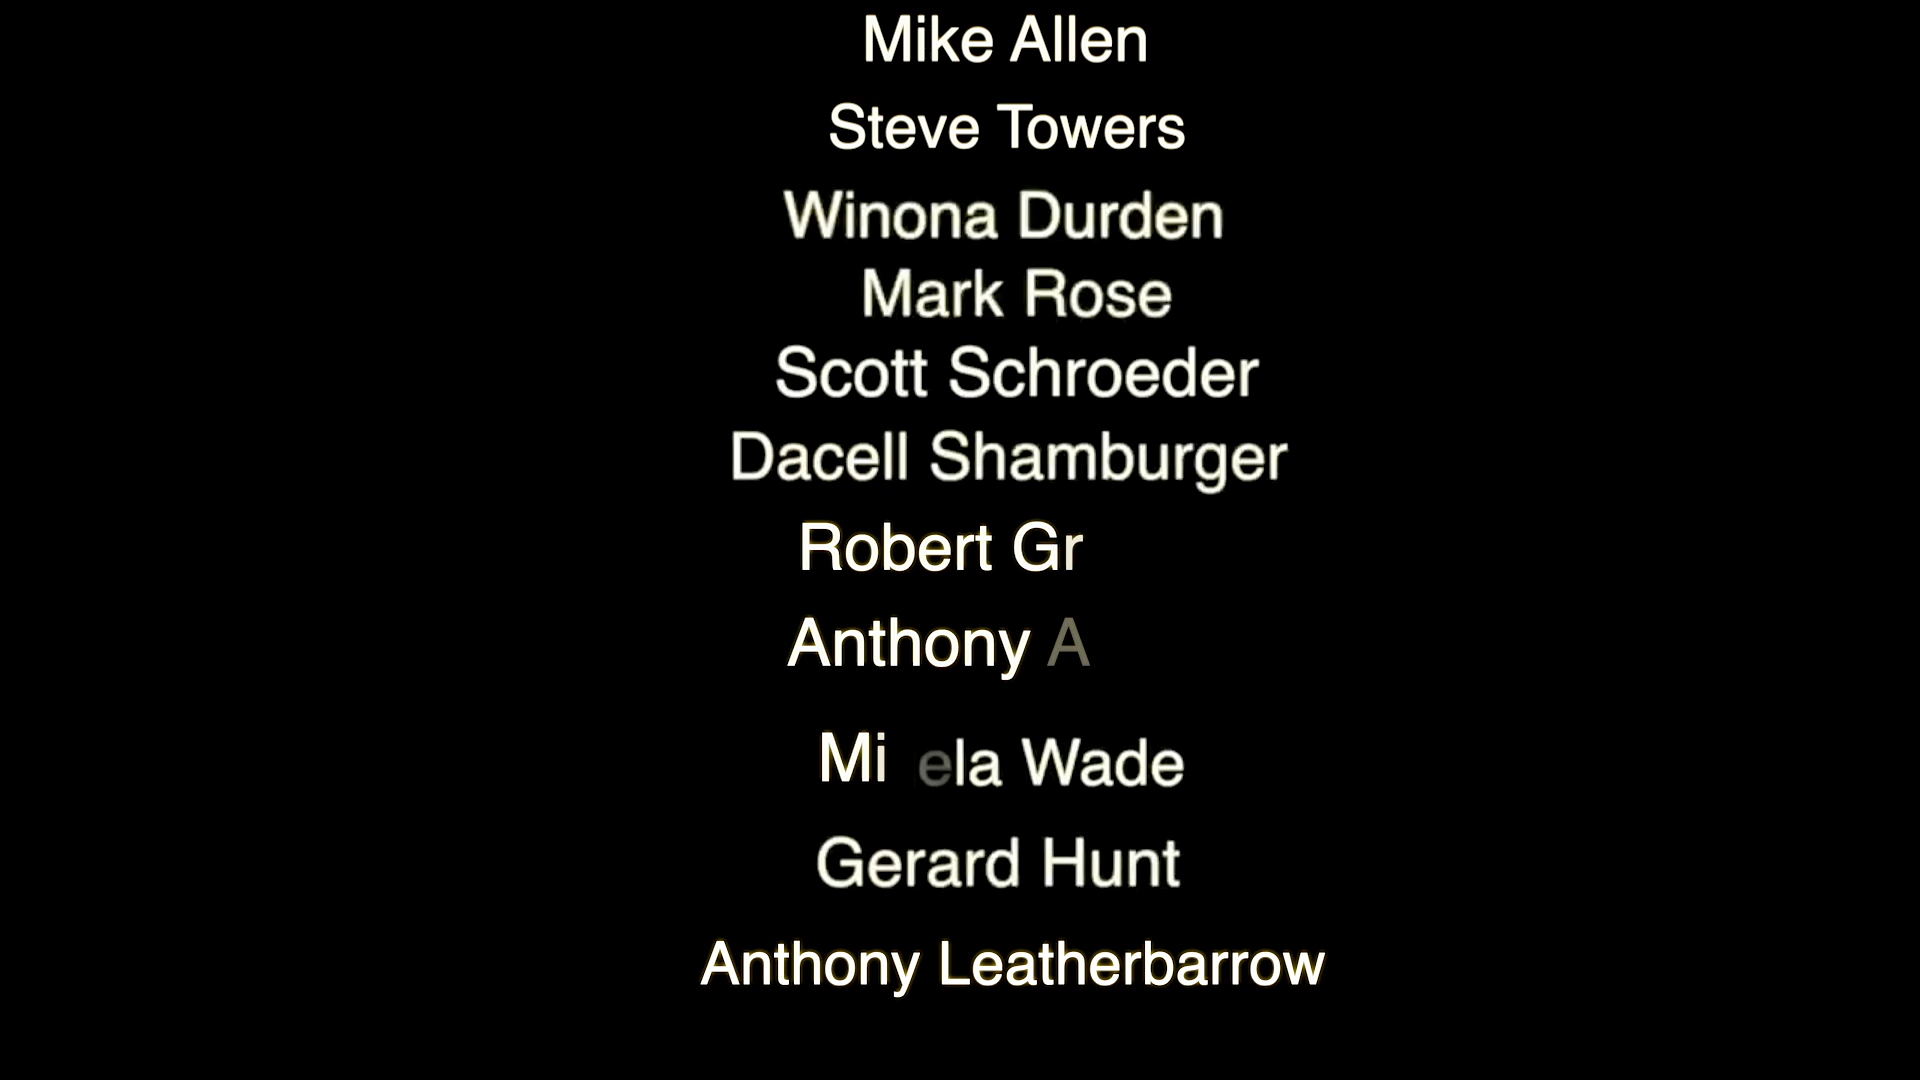 Mike Allen
Steve Towers
Winona Durden
Mark Rose
Scott Schroeder
Dacell Shamburger
Robert Gr
Anthony A
Mi ela Wade
Gerard Hunt
Anthony Leatherbarrow